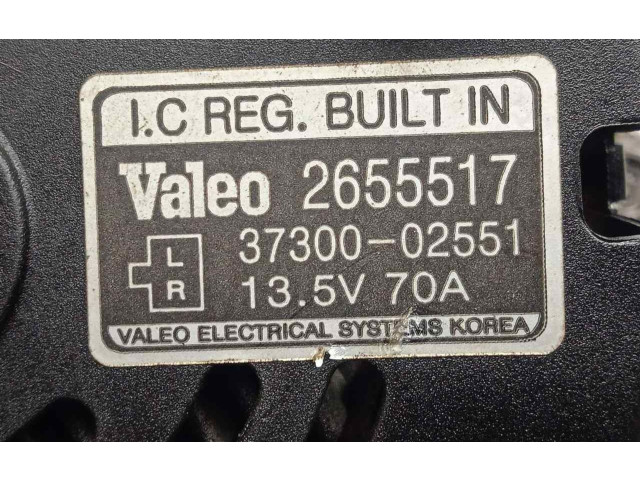 I.C REG. BUILT IN
Valeo 2655517
L 37300-02551
R 13.5V 70A
VALEO ELECTRICAL SYSTEMS KOREA